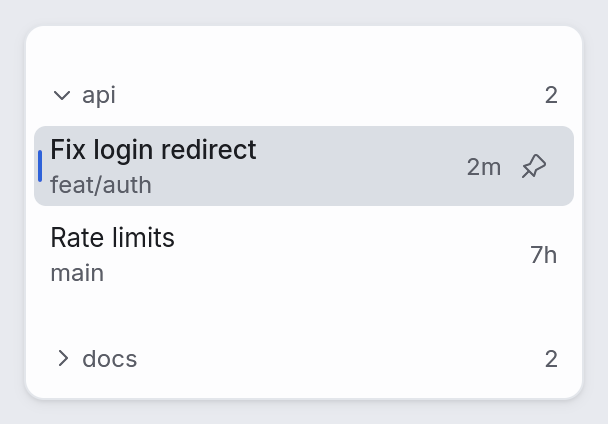 api 2
Fix login redirect
feat/auth
2m
Rate limits
main
7h
docs 2